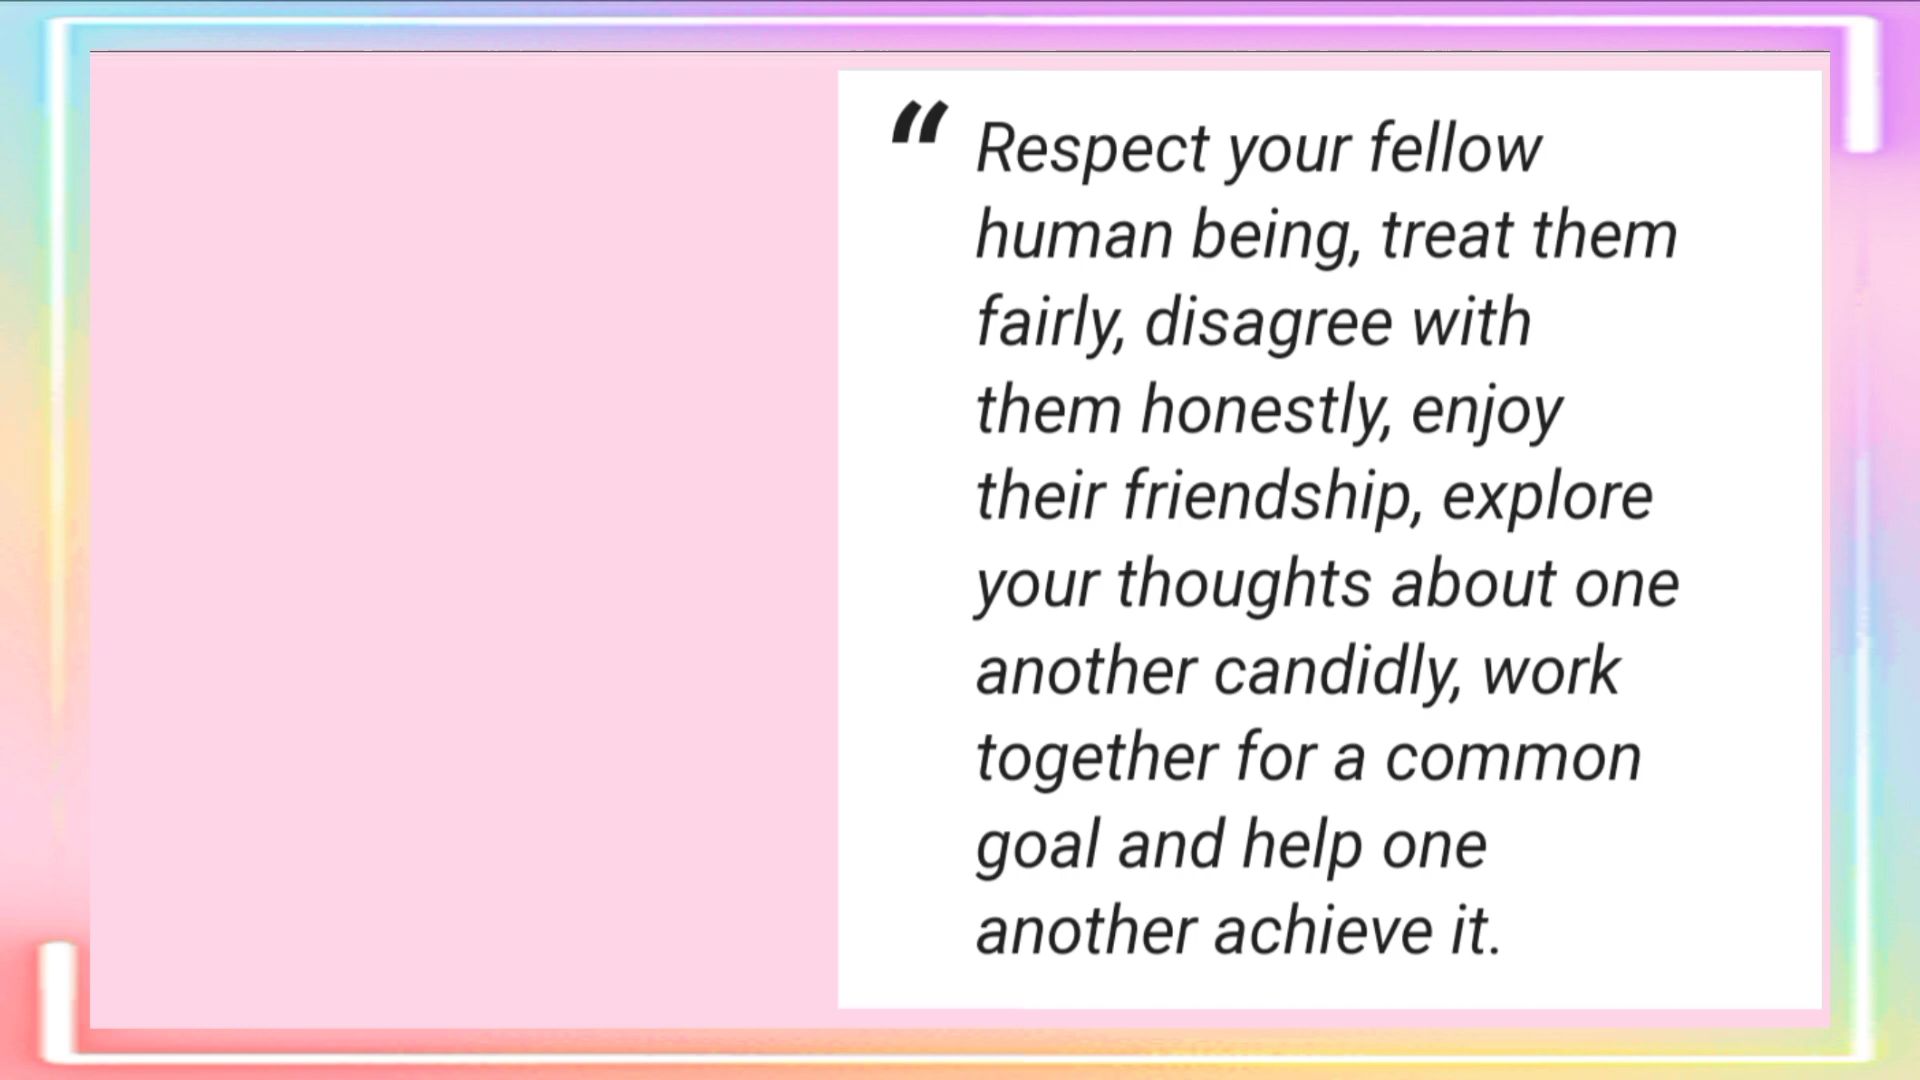 “ Respect your fellow
human being, treat them
fairly, disagree with
them honestly, enjoy
their friendship, explore
your thoughts about one
another candidly, work
together for a common
goal and help one
another achieve it.